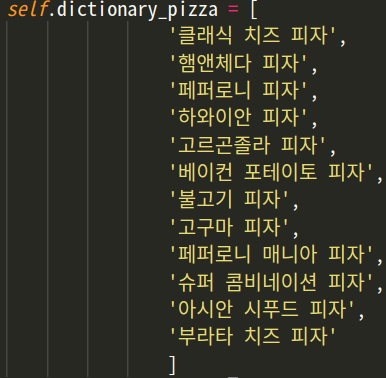 self.dictionary_pizza = [
'클래식 치즈 피자',
'햄앤체다 피자',
'페퍼로니 피자',
'하와이안 피자',
'고르곤졸라 피자',
'베이컨 포테이토 피자',
'불고기 피자',
'고구마 피자',
'페퍼로니 매니아 피자',
'슈퍼 콤비네이션 피자',
'아시안 시푸드 피자',
'부라타 치즈 피자'
]